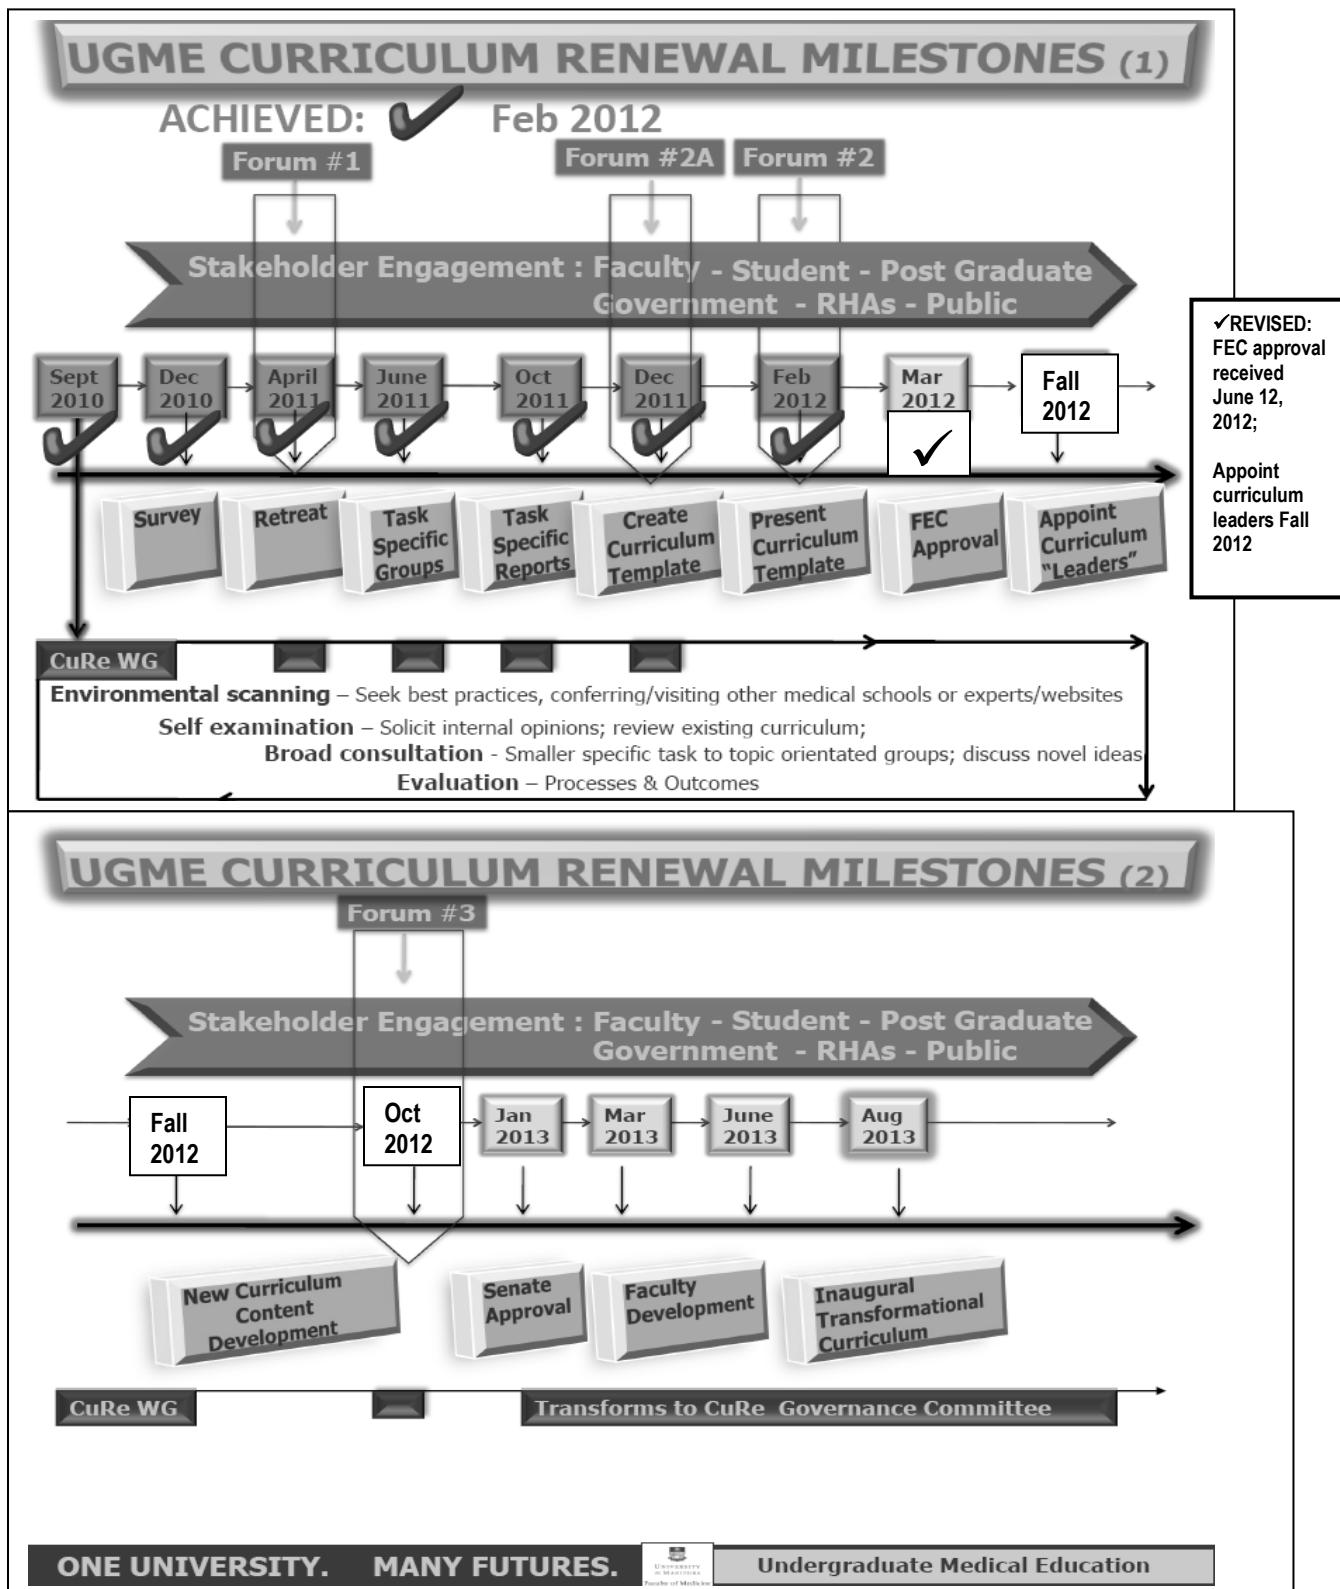 UGME CURRICULUM RENEWAL MILESTONES (1)
ACHIEVED: ✔ Feb 2012
Forum #1
Forum #2A
Forum #2
Stakeholder Engagement : Faculty - Student - Post Graduate
Government - RHAs - Public
Sept
2010
Dec
2010
April
2011
June
2011
Oct
2011
Dec
2011
Feb
2012
Mar
2012
✓
Fall
2012
✓REVISED:
FEC approval
received
June 12,
2012;
Appoint
curriculum
leaders Fall
2012
Survey
Retreat
Task
Specific
Groups
Task
Specific
Reports
Create
Curriculum
Template
Present
Curriculum
Template
FEC
Approval
Appoint
Curriculum
“Leaders”
CuRe WG
Environmental scanning – Seek best practices, conferring/visiting other medical schools or experts/websites
Self examination – Solicit internal opinions; review existing curriculum;
Broad consultation - Smaller specific task to topic orientated groups; discuss novel ideas
Evaluation – Processes & Outcomes
UGME CURRICULUM RENEWAL MILESTONES (2)
Forum #3
Stakeholder Engagement : Faculty - Student - Post Graduate
Government - RHAs - Public
Fall
2012
Oct
2012
Jan
2013
Mar
2013
June
2013
Aug
2013
New Curriculum
Content
Development
Senate
Approval
Faculty
Development
Inaugural
Transformational
Curriculum
CuRe WG
Transforms to CuRe Governance Committee
ONE UNIVERSITY. MANY FUTURES.
UNIVERSITY
OF MANITOBA
Faculty of Medicine
Undergraduate Medical Education